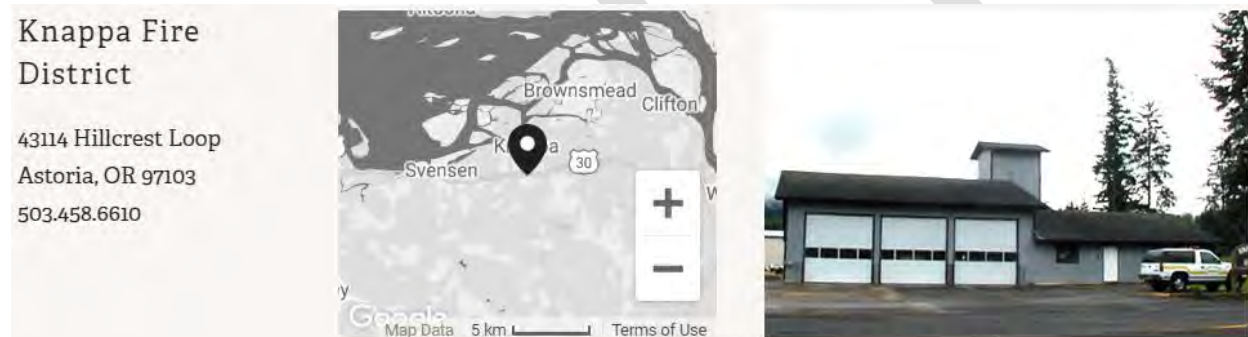 Knappa Fire
District
43114 Hillcrest Loop
Astoria, OR 97103
503.458.6610
Brownsmead
Clifton
30
Svensen
+
−
Google
Map Data
5 km
Terms of Use